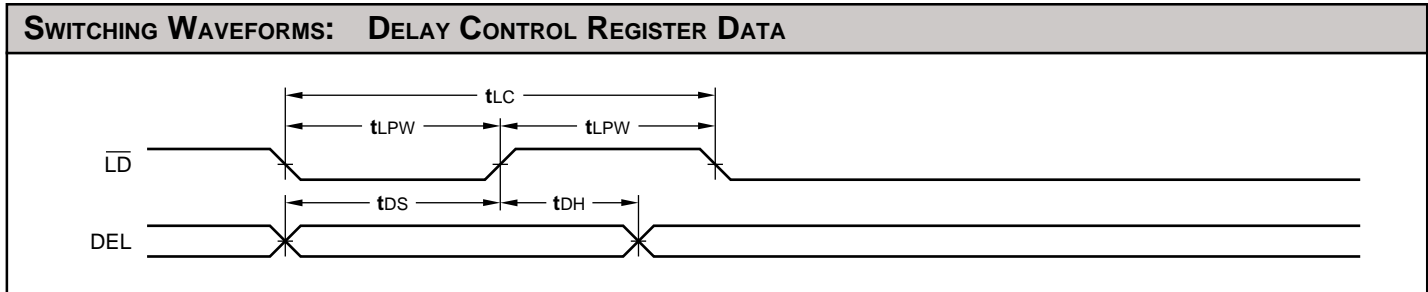 SWITCHING WAVEFORMS: DELAY CONTROL REGISTER DATA
tLC
tLPW tLPW
LD
tDS tDH
DEL